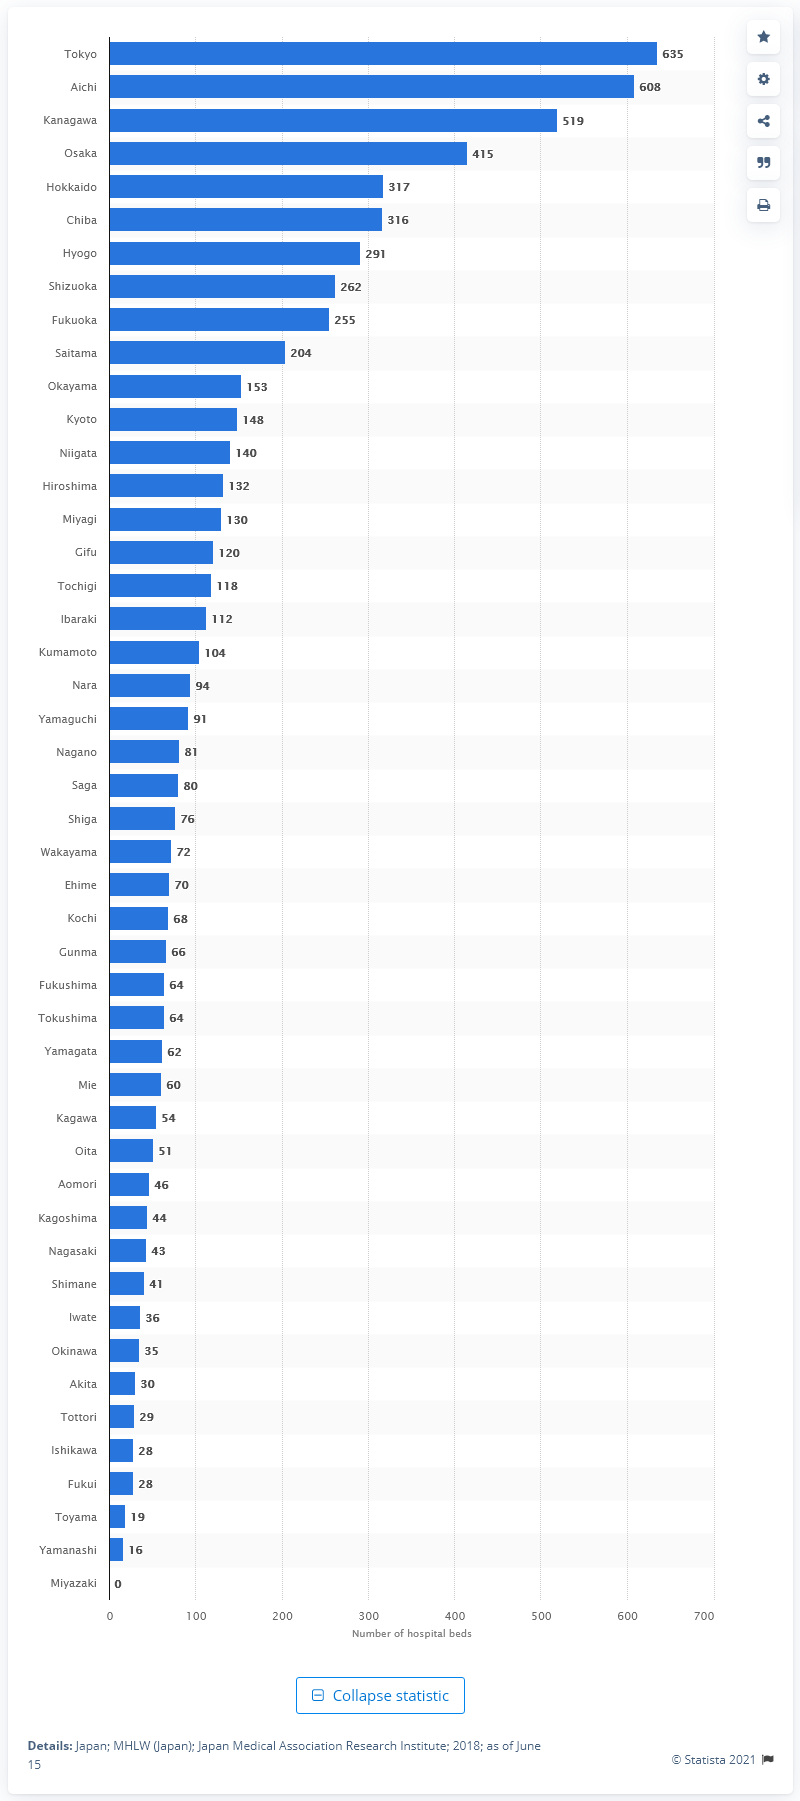 Tokyo 635
Aichi 608
Kanagawa 519
Osaka 415
Hokkaido 317
Chiba 316
Hyogo 291
Shizuoka 262
Fukuoka 255
Saitama 204
Okayama 153
Kyoto 148
Niigata 140
Hiroshima 132
Miyagi 130
Gifu 120
Tochigi 118
Ibaraki 112
Kumamoto 104
Nara 94
Yamaguchi 91
Nagano 81
Saga 80
Shiga 76
Wakayama 72
Ehime 70
Kochi 68
Gunma 66
Fukushima 64
Tokushima 64
Yamagata 62
Mie 60
Kagawa 54
Oita 51
Aomori 46
Kagoshima 44
Nagasaki 43
Shimane 41
Iwate 36
Okinawa 35
Akita 30
Tottori 29
Ishikawa 28
Fukui 28
Toyama 19
Yamanashi 16
Miyazaki 0
0 100 200 300 400 500 600 700
Number of hospital beds
Collapse statistic
Details: Japan; MHLW (Japan); Japan Medical Association Research Institute; 2018; as of June
15
© Statista 2021